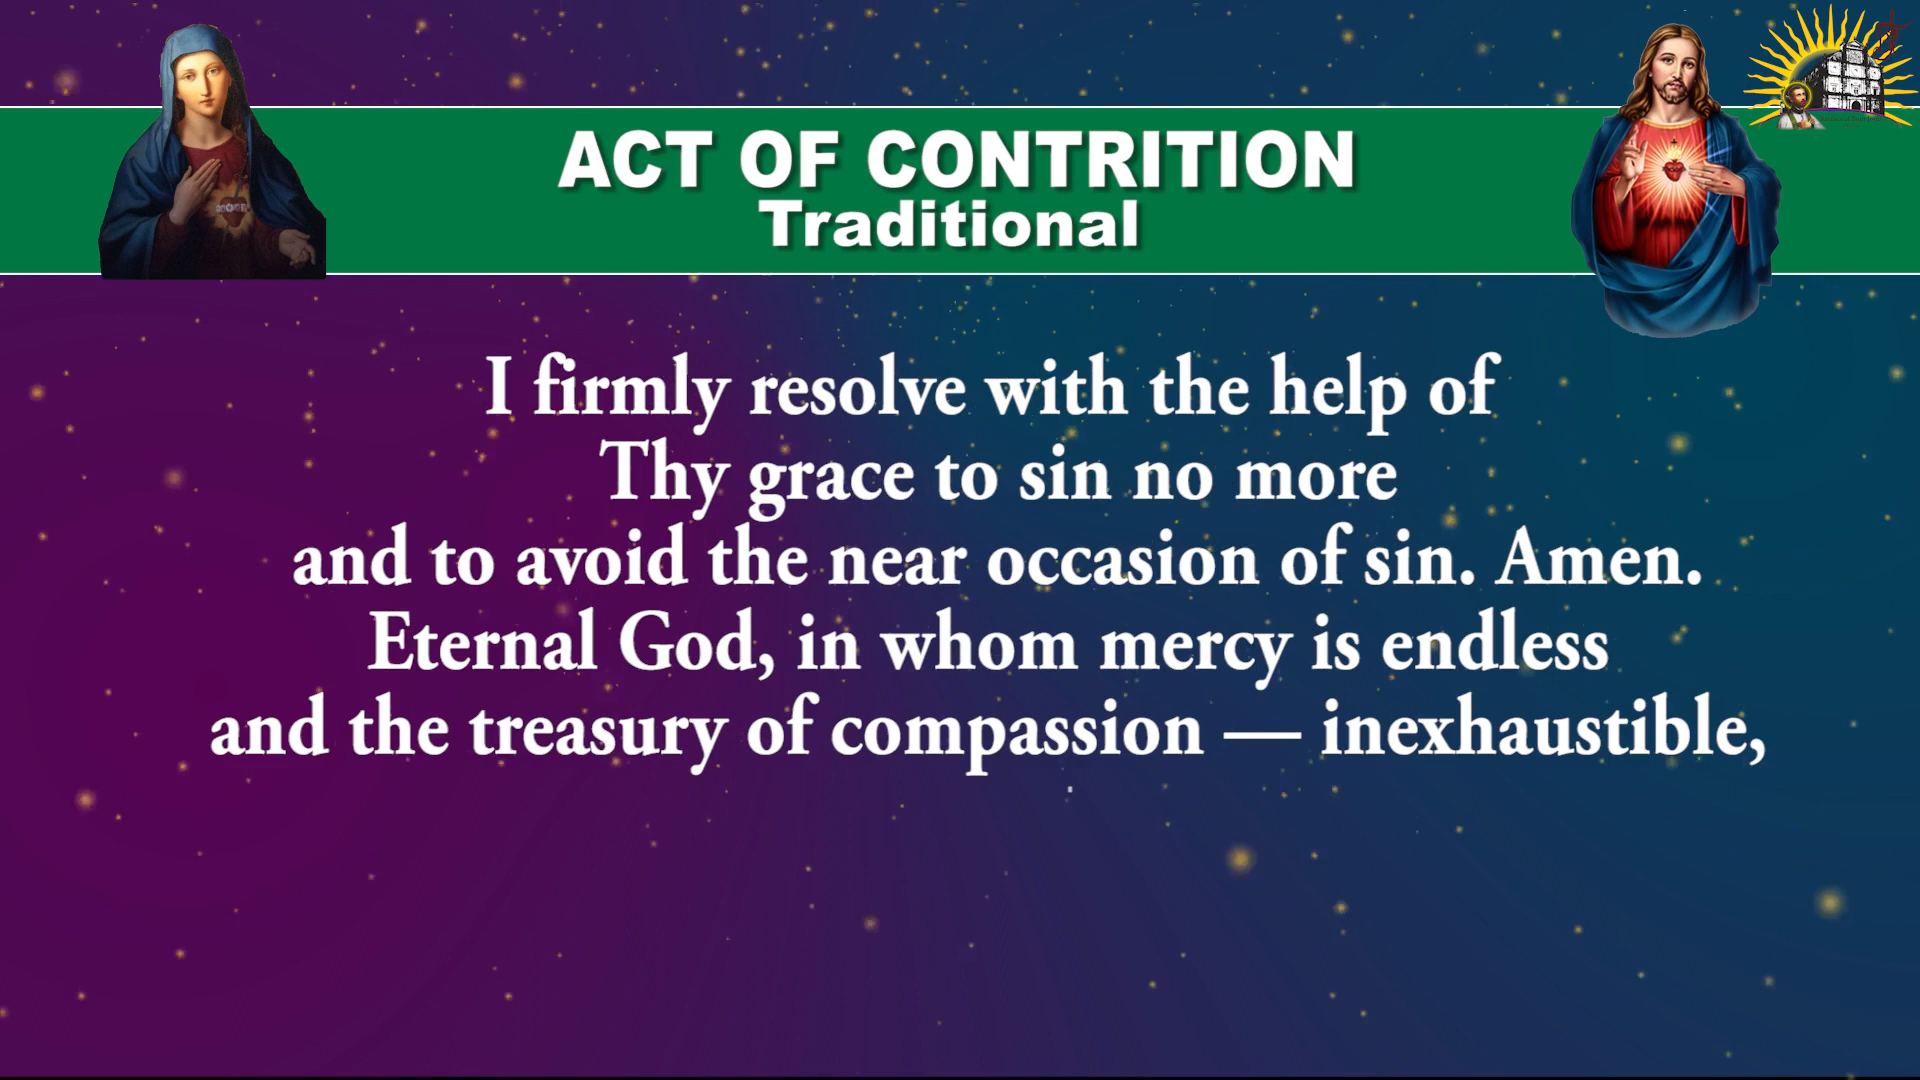 ACT OF CONTRITION
Traditional
I firmly resolve with the help of
Thy grace to sin no more
and to avoid the near occasion of sin. Amen.
Eternal God, in whom mercy is endless
and the treasury of compassion — inexhaustible,